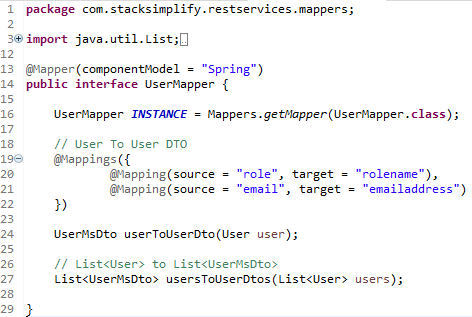 1 package com.stacksimplify.restservices.mappers;
2
3 import java.util.List;
12
13 @Mapper(componentModel = "Spring")
14 public interface UserMapper {
15
16 UserMapper INSTANCE = Mappers.getMapper(UserMapper.class);
17
18 // User To User DTO
19 @Mappings({
20 @Mapping(source = "role", target = "rolename"),
21 @Mapping(source = "email", target = "emailaddress")
22 })
23
24 UserMsDto userToUserDto(User user);
25
26 // List<User> to List<UserMsDto>
27 List<UserMsDto> usersToUserDtos(List<User> users);
28
29 }